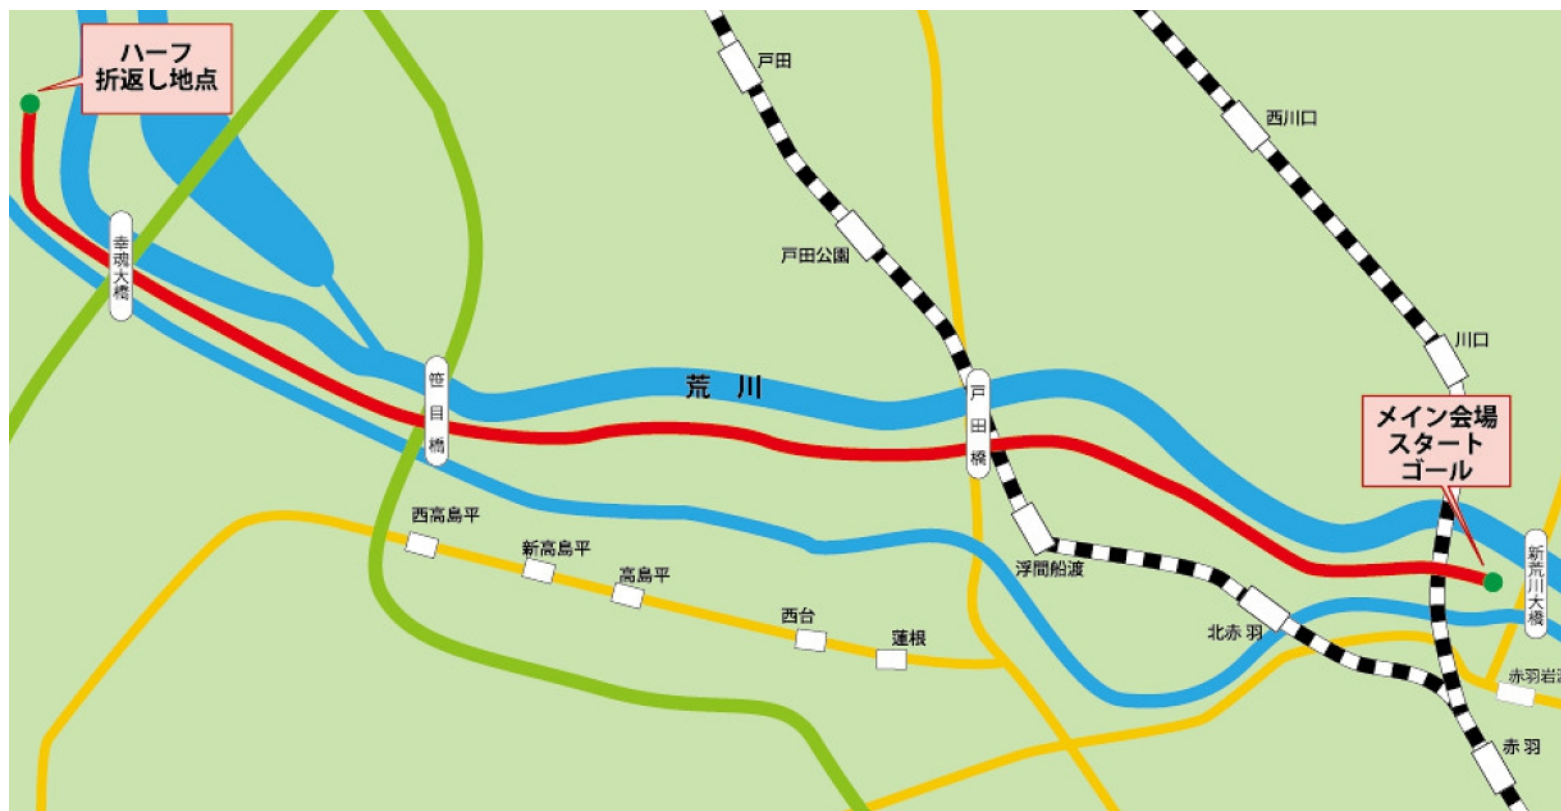 ハーフ
折返し地点
戸田
西川口
幸魂大橋
戸田公園
川口
笹目橋
荒川
戸田橋
メイン会場
スタート
ゴール
西高島平
新高島平
高島平
浮間船渡
新荒川大橋
西台
蓮根
北赤羽
赤羽岩
赤羽